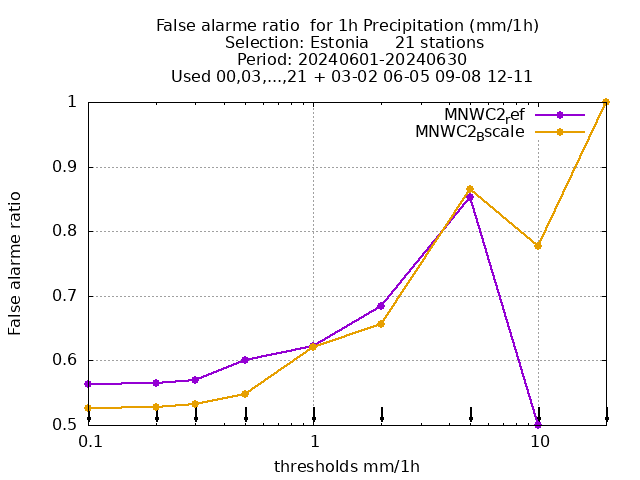 False alarme ratio  for 1h Precipitation (mm/1h)
Selection: Estonia     21 stations
Period: 20240601-20240630
Used 00,03,...,21 + 03-02 06-05 09-08 12-11
MNWC2ref
MNWC2Bscale
1
0.9
0.8
0.7
0.6
0.5
False alarme ratio
0.1
1
10
thresholds mm/1h